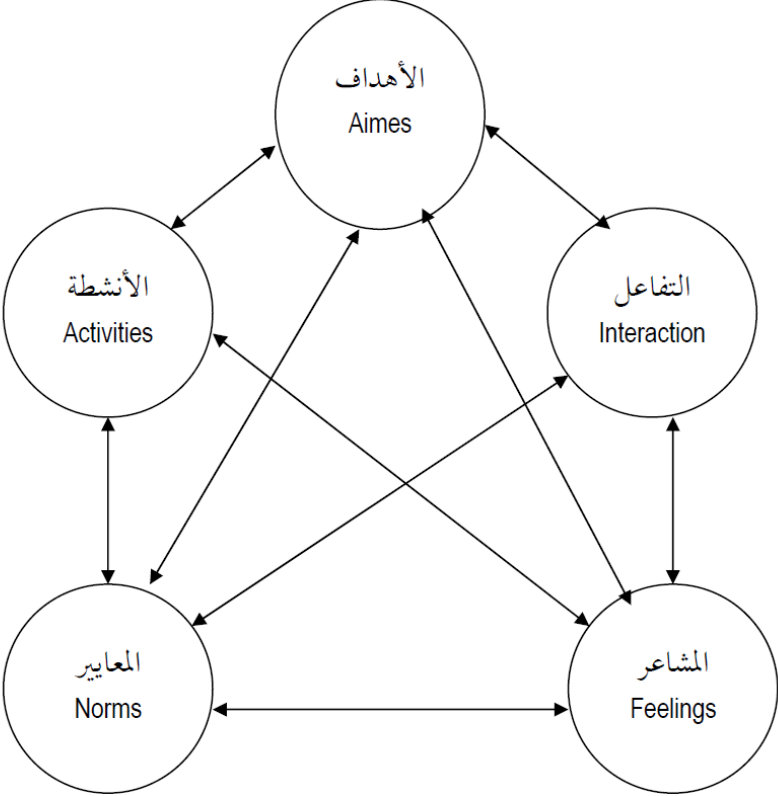 الأهداف
Aimes
الأنشطة
Activities
التفاعل
Interaction
المعايير
Norms
المشاعر
Feelings